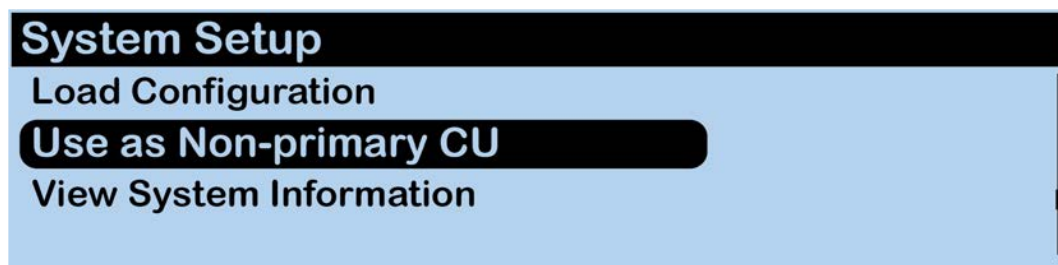 System Setup
Load Configuration
Use as Non-primary CU
View System Information